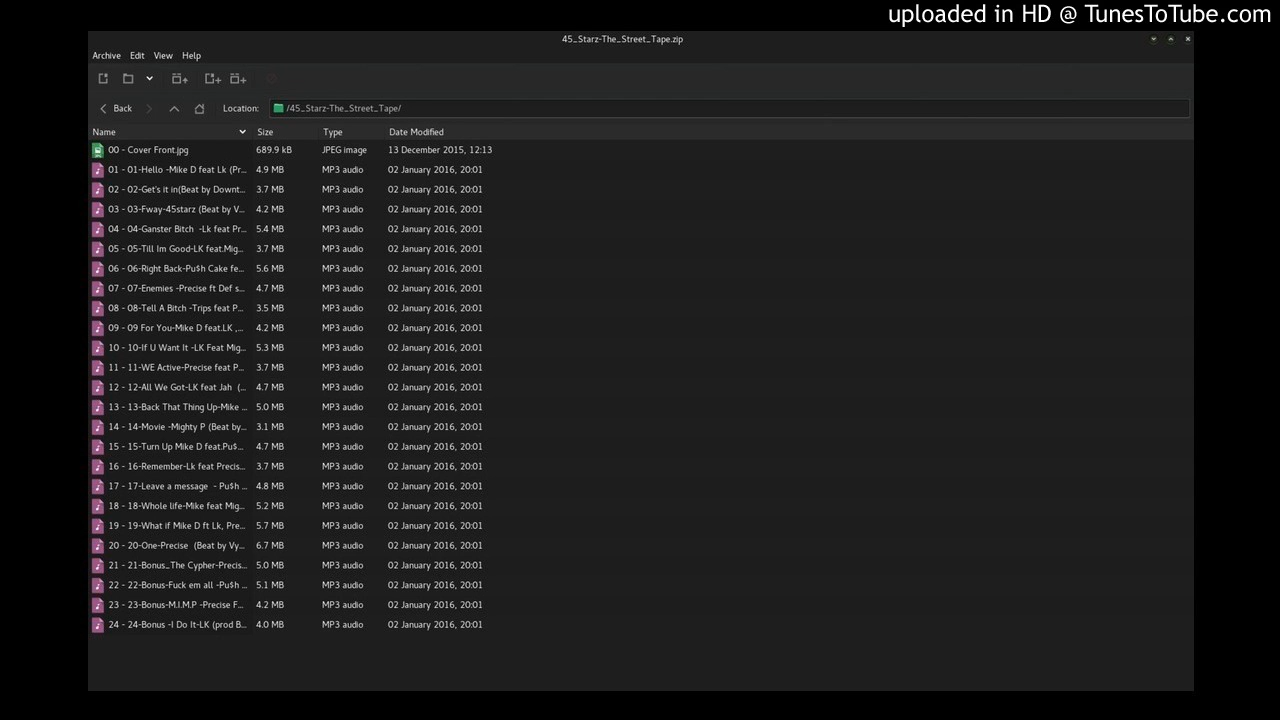 uploaded in HD @ TunesToTube.com
45_Starz-The_Street_Tape.zip
Archive Edit View Help
Back Location: /45_Starz-The_Street_Tape/
Name Size Type Date Modified
00 - Cover Front.jpg 689.9 kB JPEG image 13 December 2015, 12:13
01 - 01-Hello -Mike D feat Lk (Pr... 4.9 MB MP3 audio 02 January 2016, 20:01
02 - 02-Get's it in(Beat by Downt... 3.7 MB MP3 audio 02 January 2016, 20:01
03 - 03-Fway-45starz (Beat by V... 4.2 MB MP3 audio 02 January 2016, 20:01
04 - 04-Ganster Bitch -Lk feat Pr... 5.4 MB MP3 audio 02 January 2016, 20:01
05 - 05-Till Im Good-LK feat.Mig... 3.7 MB MP3 audio 02 January 2016, 20:01
06 - 06-Right Back-Pu$h Cake fe... 5.6 MB MP3 audio 02 January 2016, 20:01
07 - 07-Enemies -Precise ft Def s... 4.7 MB MP3 audio 02 January 2016, 20:01
08 - 08-Tell A Bitch -Trips feat P... 3.5 MB MP3 audio 02 January 2016, 20:01
09 - 09 For You-Mike D feat.LK ,... 4.2 MB MP3 audio 02 January 2016, 20:01
10 - 10-If U Want It -LK Feat Mig... 5.3 MB MP3 audio 02 January 2016, 20:01
11 - 11-WE Active-Precise feat P... 3.7 MB MP3 audio 02 January 2016, 20:01
12 - 12-All We Got-LK feat Jah (... 4.7 MB MP3 audio 02 January 2016, 20:01
13 - 13-Back That Thing Up-Mike ... 5.0 MB MP3 audio 02 January 2016, 20:01
14 - 14-Movie -Mighty P (Beat by... 3.1 MB MP3 audio 02 January 2016, 20:01
15 - 15-Turn Up Mike D feat.Pu$... 4.7 MB MP3 audio 02 January 2016, 20:01
16 - 16-Remember-Lk feat Precis... 3.7 MB MP3 audio 02 January 2016, 20:01
17 - 17-Leave a message - Pu$h ... 4.8 MB MP3 audio 02 January 2016, 20:01
18 - 18-Whole life-Mike feat Mig... 5.2 MB MP3 audio 02 January 2016, 20:01
19 - 19-What if Mike D ft Lk, Pre... 5.7 MB MP3 audio 02 January 2016, 20:01
20 - 20-One-Precise (Beat by Vy... 6.7 MB MP3 audio 02 January 2016, 20:01
21 - 21-Bonus_The Cypher-Precis... 5.0 MB MP3 audio 02 January 2016, 20:01
22 - 22-Bonus-Fuck em all -Pu$h ... 5.1 MB MP3 audio 02 January 2016, 20:01
23 - 23-Bonus-M.I.M.P -Precise F... 4.2 MB MP3 audio 02 January 2016, 20:01
24 - 24-Bonus -I Do It-LK (prod B... 4.0 MB MP3 audio 02 January 2016, 20:01